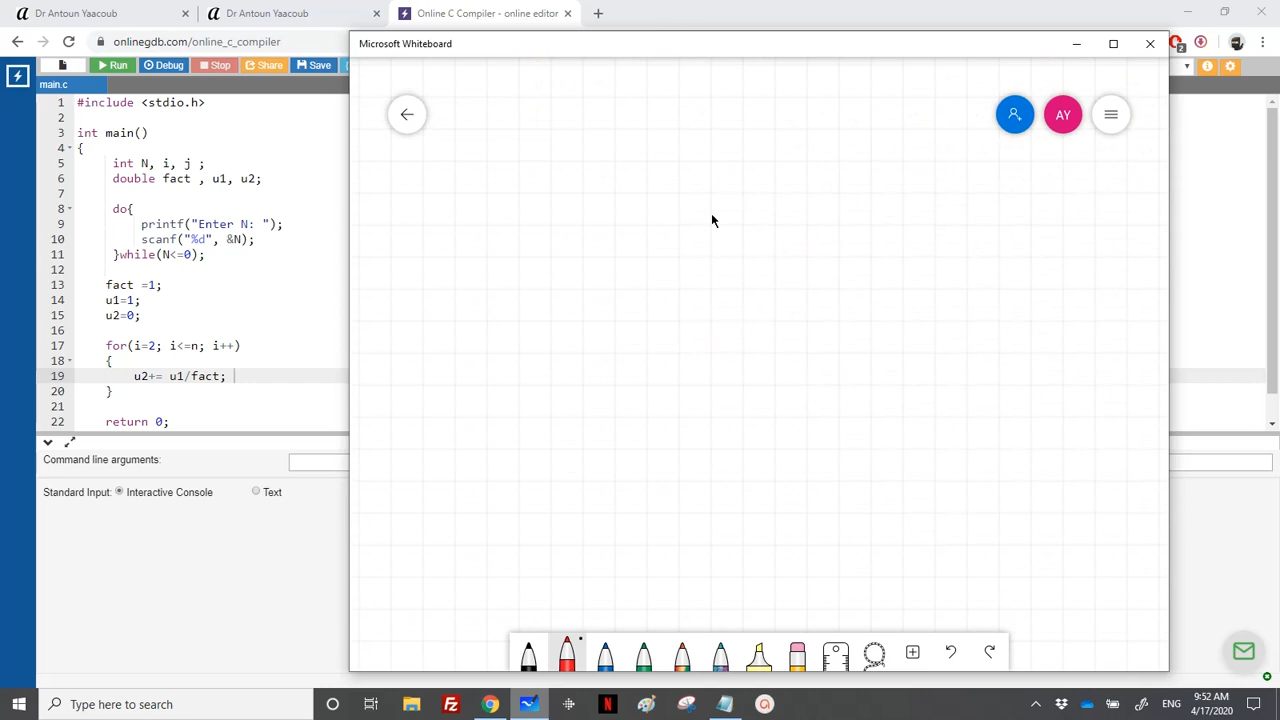 Dr Antoun Yaacoub
Dr Antoun Yaacoub
Online C Compiler - online editor
onlinegdb.com/online_c_compiler
Microsoft Whiteboard
2
Run
Debug
Stop
Share
Save
main.c
AY
1 #include <stdio.h>
2
3 int main()
4 {
5 int N, i, j ;
6 double fact , u1, u2;
7
8 do{
9 printf("Enter N: ");
10 scanf("%d", &N);
11 }while(N<=0);
12
13 fact =1;
14 u1=1;
15 u2=0;
16
17 for(i=2; i<=n; i++)
18 {
19 u2+= u1/fact;
20 }
21
22 return 0;
Command line arguments:
Standard Input: Interactive Console Text
Type here to search
ENG
9:52 AM
4/17/2020